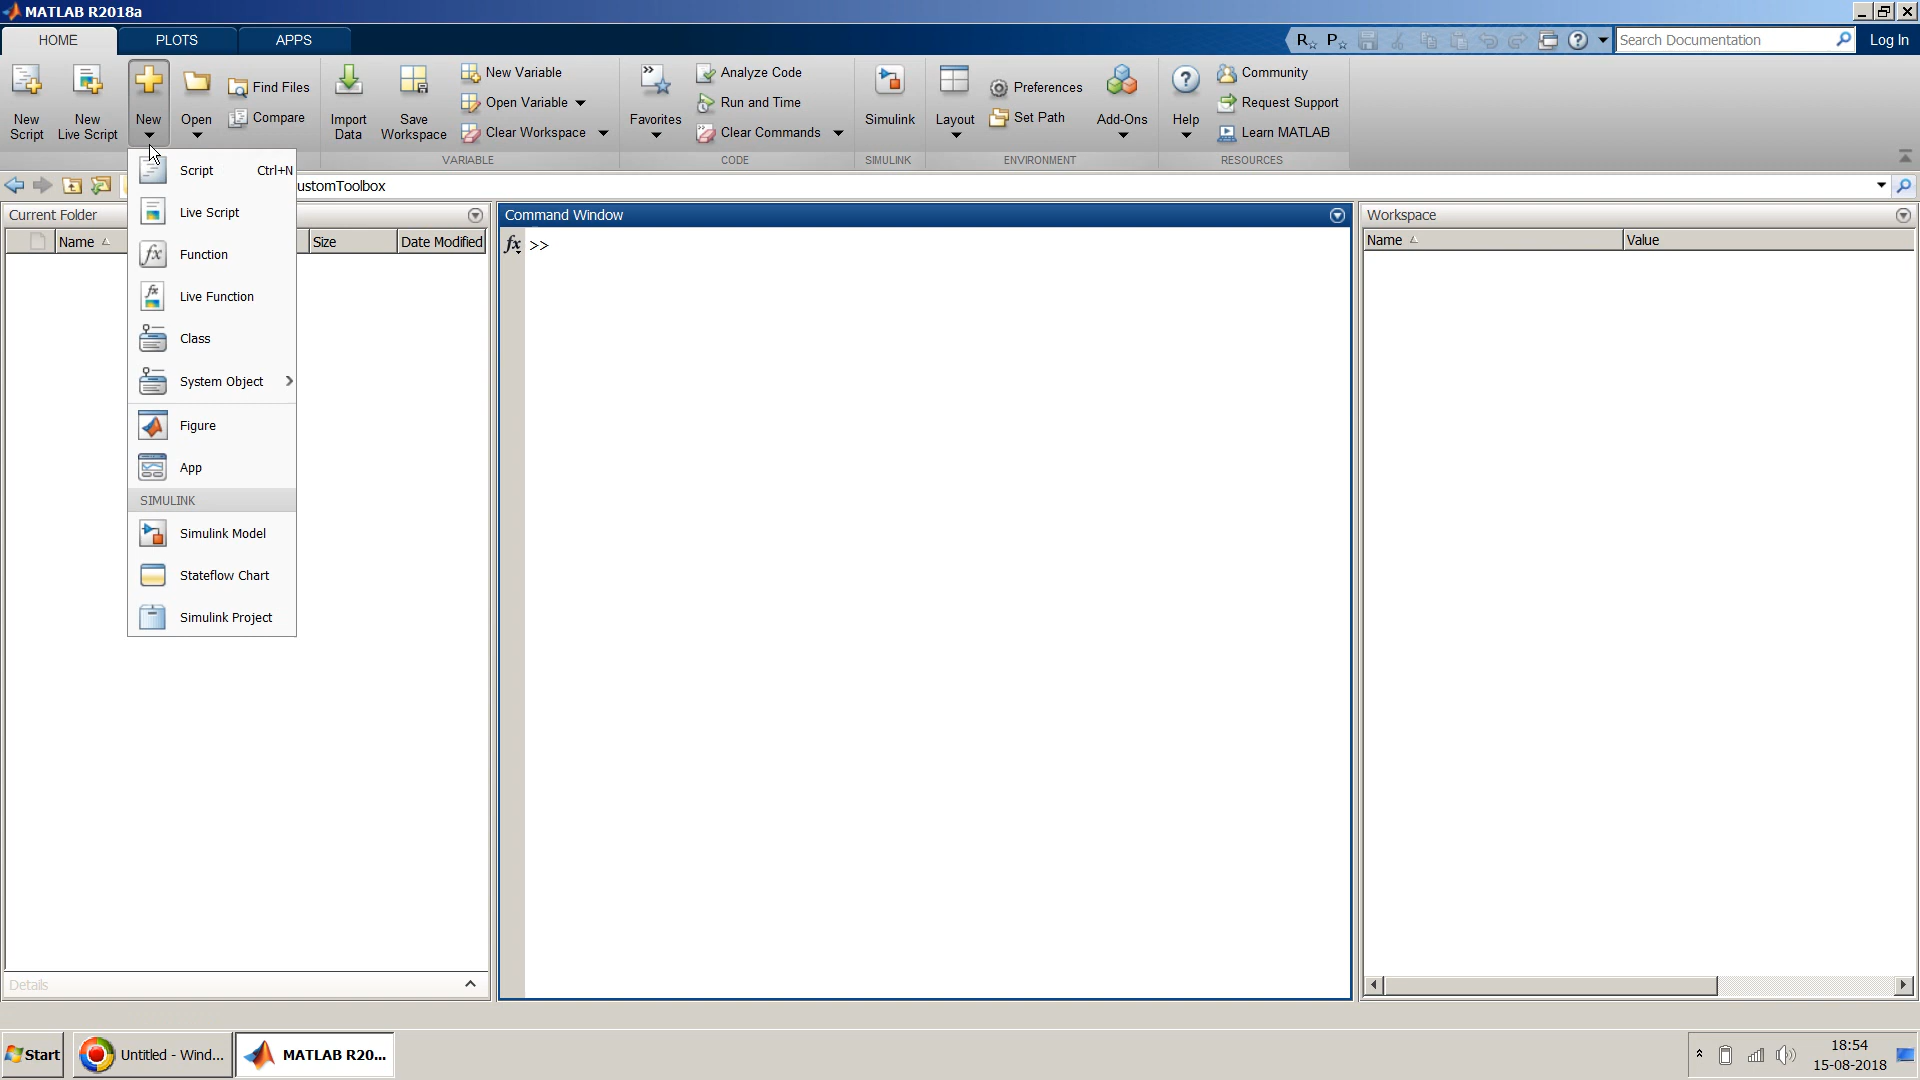 MATLAB R2018a
HOME
PLOTS
APPS
R
P
Search Documentation
Log In
New Script
New Live Script
New
Open
Find Files
Compare
Import Data
Save Workspace
New Variable
Open Variable
Clear Workspace
VARIABLE
Favorites
Analyze Code
Run and Time
Clear Commands
CODE
Simulink
SIMULINK
Layout
Preferences
Set Path
Add-Ons
ENVIRONMENT
Help
Community
Request Support
Learn MATLAB
RESOURCES
ustomToolbox
Script Ctrl+N
Live Script
Function
Live Function
Class
System Object
Figure
App
SIMULINK
Simulink Model
Stateflow Chart
Simulink Project
Current Folder
Name
Size
Date Modified
Details
Command Window
fx >>
Workspace
Name
Value
Start
Untitled - Wind...
MATLAB R20...
18:54
15-08-2018